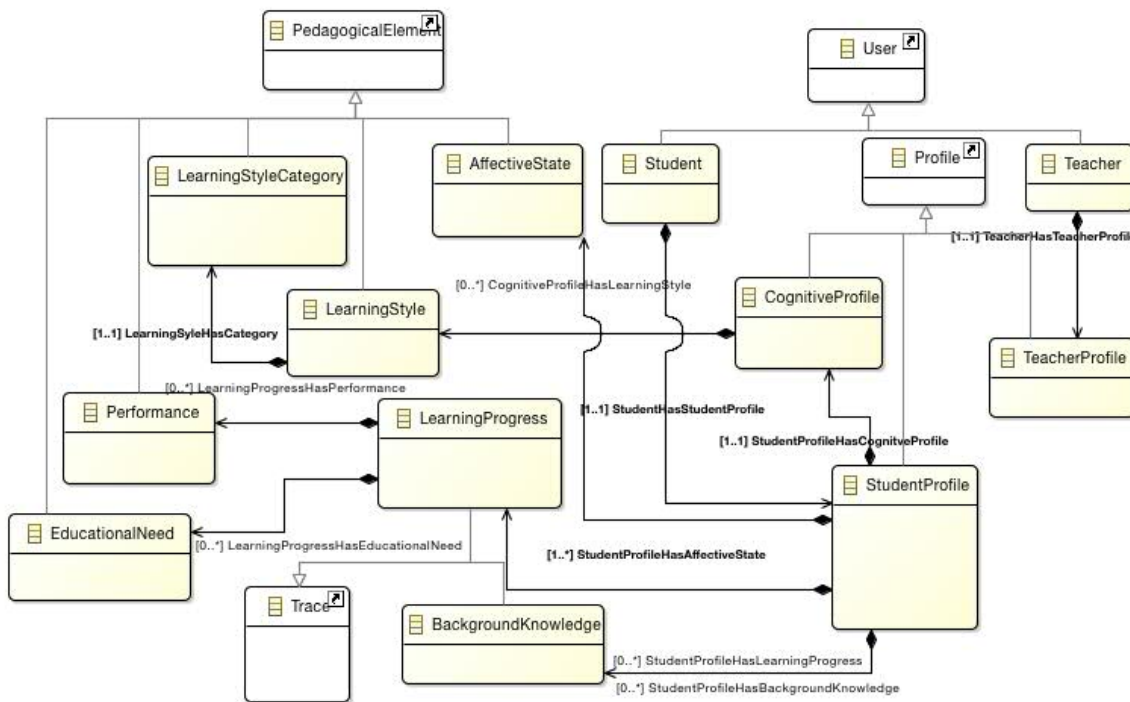 PedagogicalElement
User
LearningStyleCategory
AffectiveState
Student
Profile
Teacher
[1..1] TeacherHasTeacherProfile
[0..*] CognitiveProfileHasLearningStyle
LearningStyle
CognitiveProfile
[1..1] LearningSyleHasCategory
TeacherProfile
[0..*] LearningProgressHasPerformance
Performance
LearningProgress
[1..1] StudentHasStudentProfile
[1..1] StudentProfileHasCognitveProfile
StudentProfile
EducationalNeed
[0..*] LearningProgressHasEducationalNeed
[1..*] StudentProfileHasAffectiveState
Trace
BackgroundKnowledge
[0..*] StudentProfileHasLearningProgress
[0..*] StudentProfileHasBackgroundKnowledge